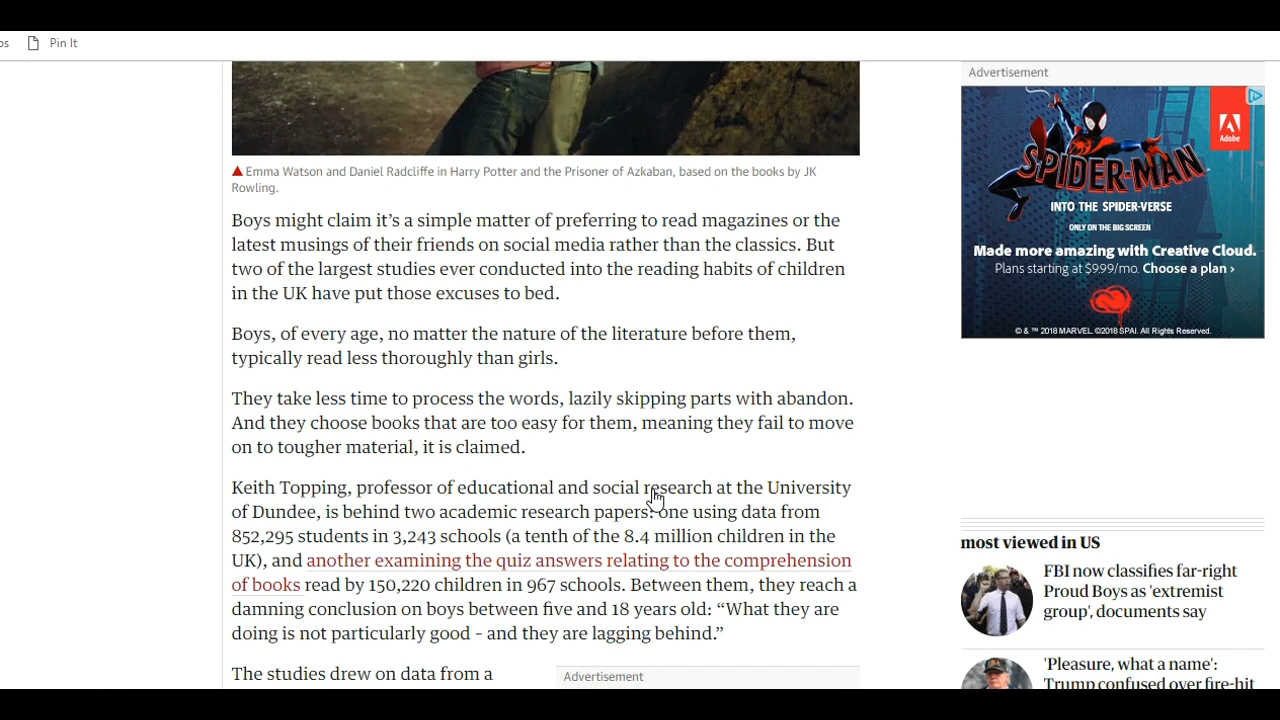 Pin It
▲ Emma Watson and Daniel Radcliffe in Harry Potter and the Prisoner of Azkaban, based on the books by JK
Rowling.
Boys might claim it’s a simple matter of preferring to read magazines or the
latest musings of their friends on social media rather than the classics. But
two of the largest studies ever conducted into the reading habits of children
in the UK have put those excuses to bed.
Boys, of every age, no matter the nature of the literature before them,
typically read less thoroughly than girls.
They take less time to process the words, lazily skipping parts with abandon.
And they choose books that are too easy for them, meaning they fail to move
on to tougher material, it is claimed.
Keith Topping, professor of educational and social research at the University
of Dundee, is behind two academic research papers: one using data from
852,295 students in 3,243 schools (a tenth of the 8.4 million children in the
UK), and another examining the quiz answers relating to the comprehension
of books read by 150,220 children in 967 schools. Between them, they reach a
damning conclusion on boys between five and 18 years old: “What they are
doing is not particularly good – and they are lagging behind.”
The studies drew on data from a
Advertisement
Advertisement
Adobe
SPIDER-MAN
INTO THE SPIDER-VERSE
ONLY ON THE BIG SCREEN
Made more amazing with Creative Cloud.
Plans starting at $9.99/mo. Choose a plan ›
© & ™ 2018 MARVEL ©2018 SPAI. All Rights Reserved.
most viewed in US
FBI now classifies far-right
Proud Boys as 'extremist
group', documents say
'Pleasure, what a name':
Trump confused over fire-hit